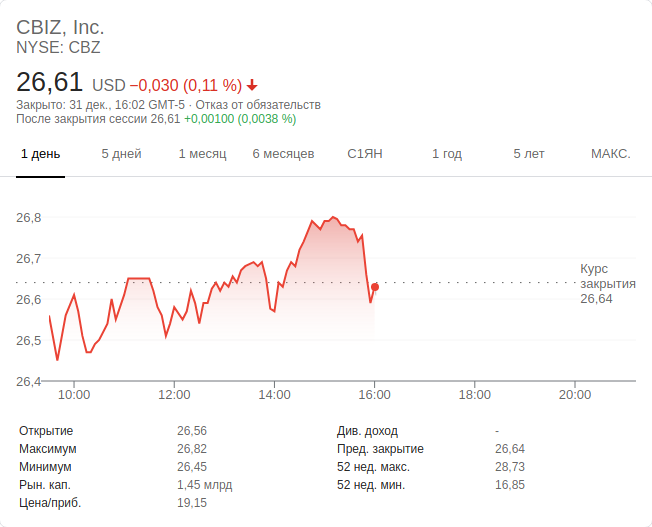 CBIZ, Inc.
NYSE: CBZ
26,61 USD −0,030 (0,11 %)
Закрыто: 31 дек., 16:02 GMT-5 · Отказ от обязательств
После закрытия сессии 26,61 +0,00100 (0,0038 %)
1 день 5 дней 1 месяц 6 месяцев С1ЯН 1 год 5 лет МАКС.
26,8
26,7
26,6
26,5
26,4
Курс
закрытия
26,64
10:00 12:00 14:00 16:00 18:00 20:00
Открытие 26,56 Див. доход -
Максимум 26,82 Пред. закрытие 26,64
Минимум 26,45 52 нед. макс. 28,73
Рын. кап. 1,45 млрд 52 нед. мин. 16,85
Цена/приб. 19,15